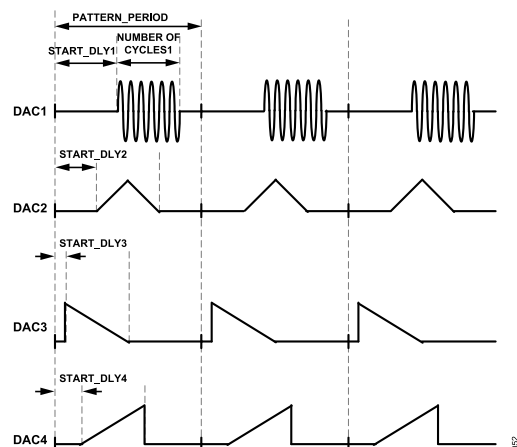 PATTERN_PERIOD
START_DLY1
NUMBER OF
CYCLES1
DAC1
START_DLY2
DAC2
START_DLY3
DAC3
START_DLY4
DAC4